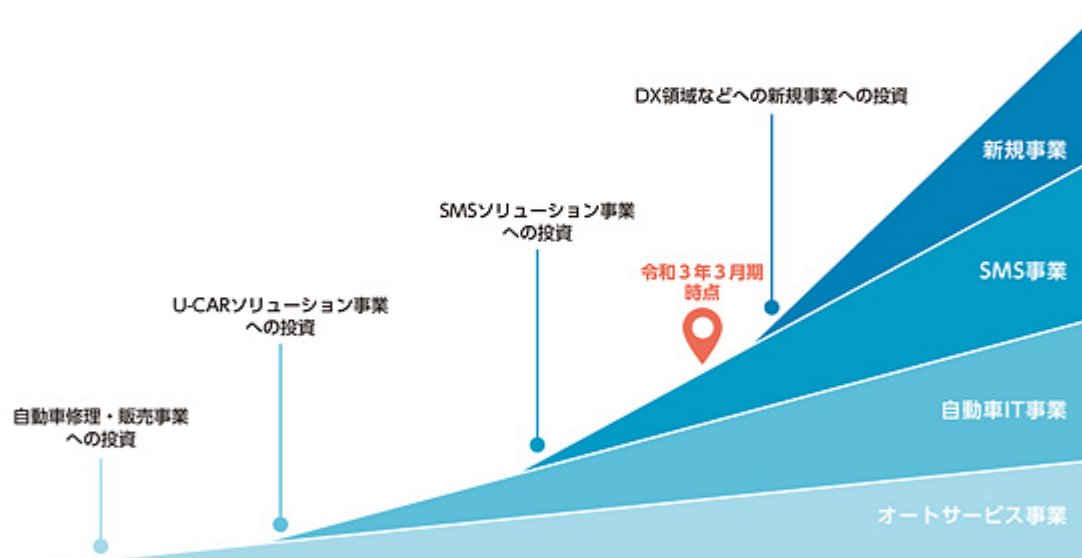 DX領域などへの新規事業への投資
新規事業
SMSソリューション事業
への投資
令和3年3月期
時点
SMS事業
U-CARソリューション事業
への投資
自動車修理・販売事業
への投資
自動車IT事業
オートサービス事業